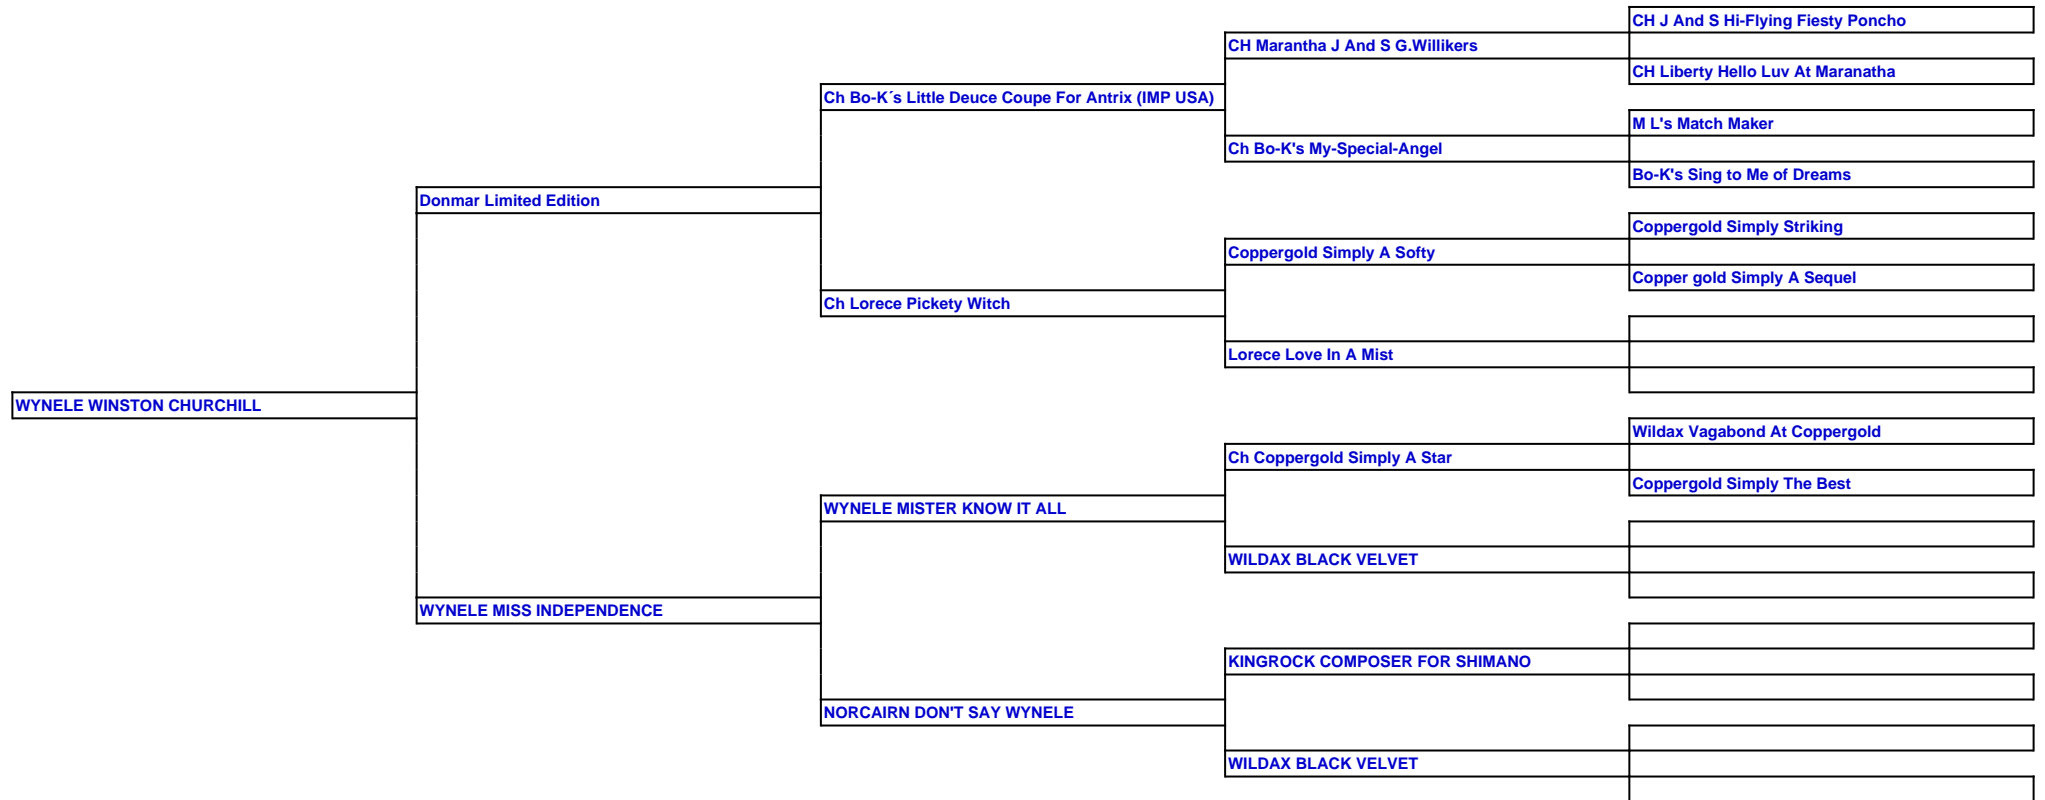 CH J And S Hi-Flying Fiesty Poncho
CH Marantha J And S G.Willikers
CH Liberty Hello Luv At Maranatha
Ch Bo-K´s Little Deuce Coupe For Antrix (IMP USA)
M L's Match Maker
Ch Bo-K's My-Special-Angel
Bo-K's Sing to Me of Dreams
Donmar Limited Edition
Coppergold Simply Striking
Coppergold Simply A Softy
Copper gold Simply A Sequel
Ch Lorece Pickety Witch
Lorece Love In A Mist
WYNELE WINSTON CHURCHILL
Wildax Vagabond At Coppergold
Ch Coppergold Simply A Star
Coppergold Simply The Best
WYNELE MISTER KNOW IT ALL
WILDAX BLACK VELVET
WYNELE MISS INDEPENDENCE
KINGROCK COMPOSER FOR SHIMANO
NORCAIRN DON'T SAY WYNELE
WILDAX BLACK VELVET